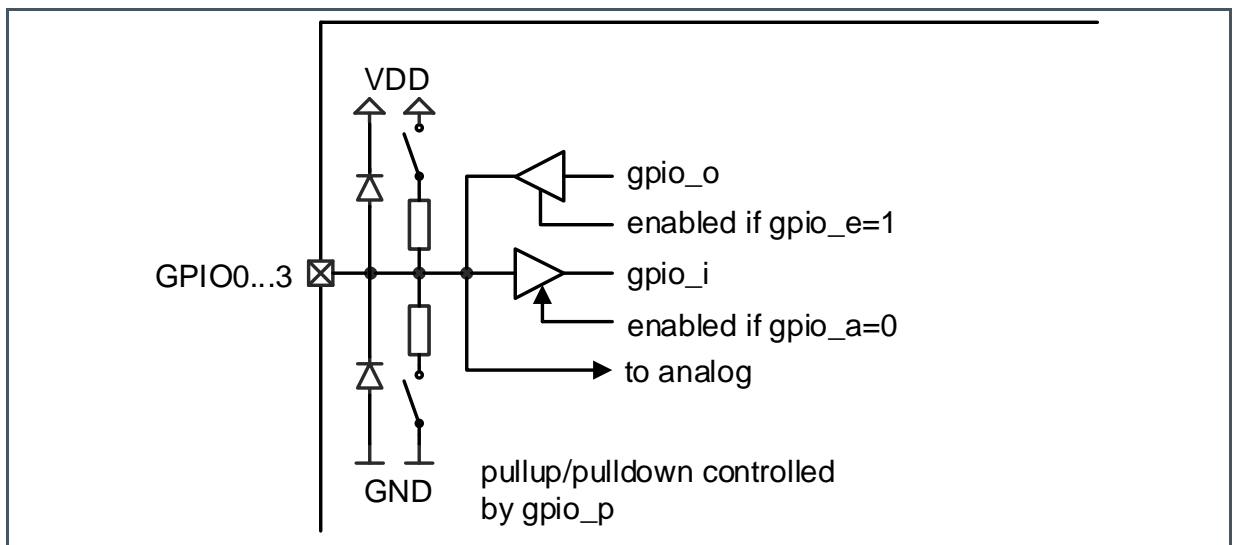 VDD
gpio_o
enabled if gpio_e=1
GPIO0...3
gpio_i
enabled if gpio_a=0
to analog
GND
pullup/pulldown controlled
by gpio_p